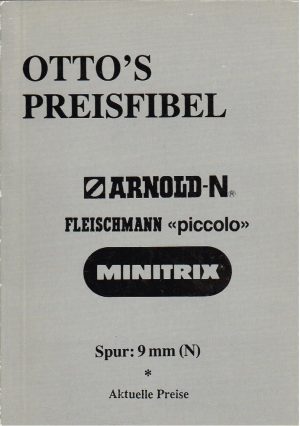 OTTO'S
PREISFIBEL
ARNOLD-N®
FLEISCHMANN «piccolo»
MINITRIX®
Spur: 9 mm (N)
*
Aktuelle Preise